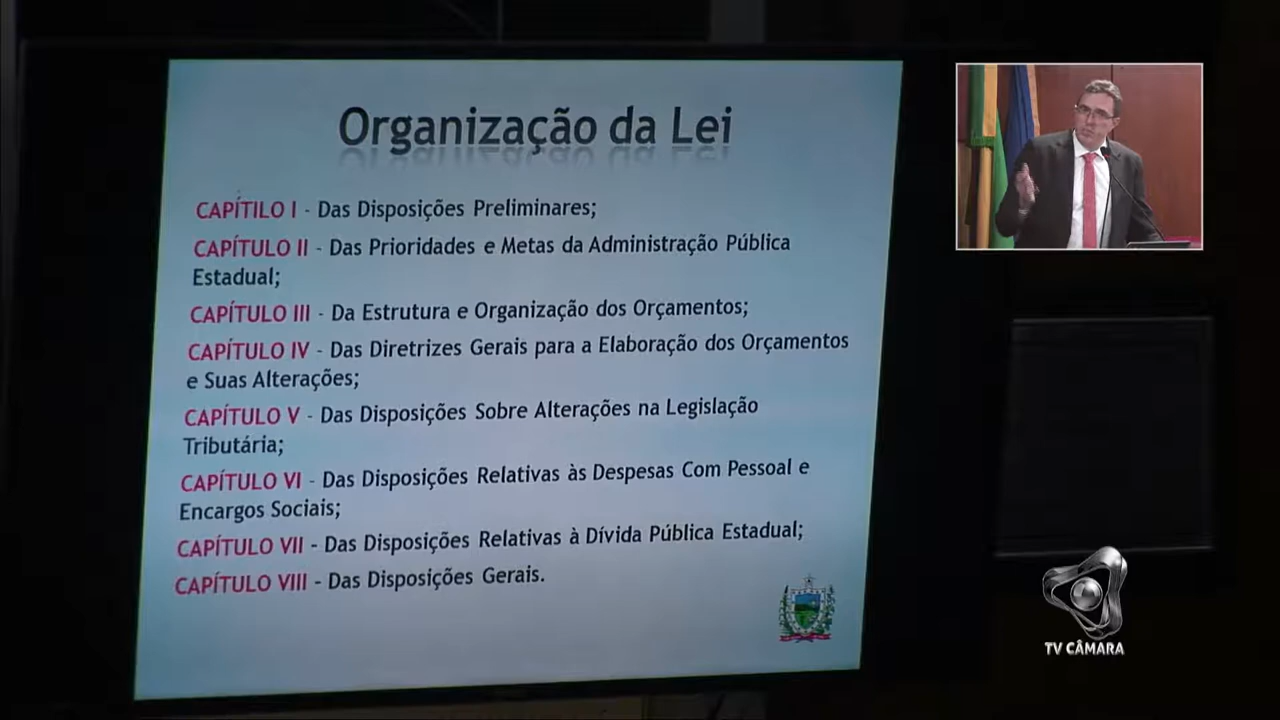 Organização da Lei
CAPÍTILO I - Das Disposições Preliminares;
CAPÍTULO II - Das Prioridades e Metas da Administração Pública
Estadual;
CAPÍTULO III - Da Estrutura e Organização dos Orçamentos;
CAPÍTULO IV - Das Diretrizes Gerais para a Elaboração dos Orçamentos
e Suas Alterações;
CAPÍTULO V - Das Disposições Sobre Alterações na Legislação
Tributária;
CAPÍTULO VI - Das Disposições Relativas às Despesas Com Pessoal e
Encargos Sociais;
CAPÍTULO VII - Das Disposições Relativas à Dívida Pública Estadual;
CAPÍTULO VIII - Das Disposições Gerais.
TV CÂMARA